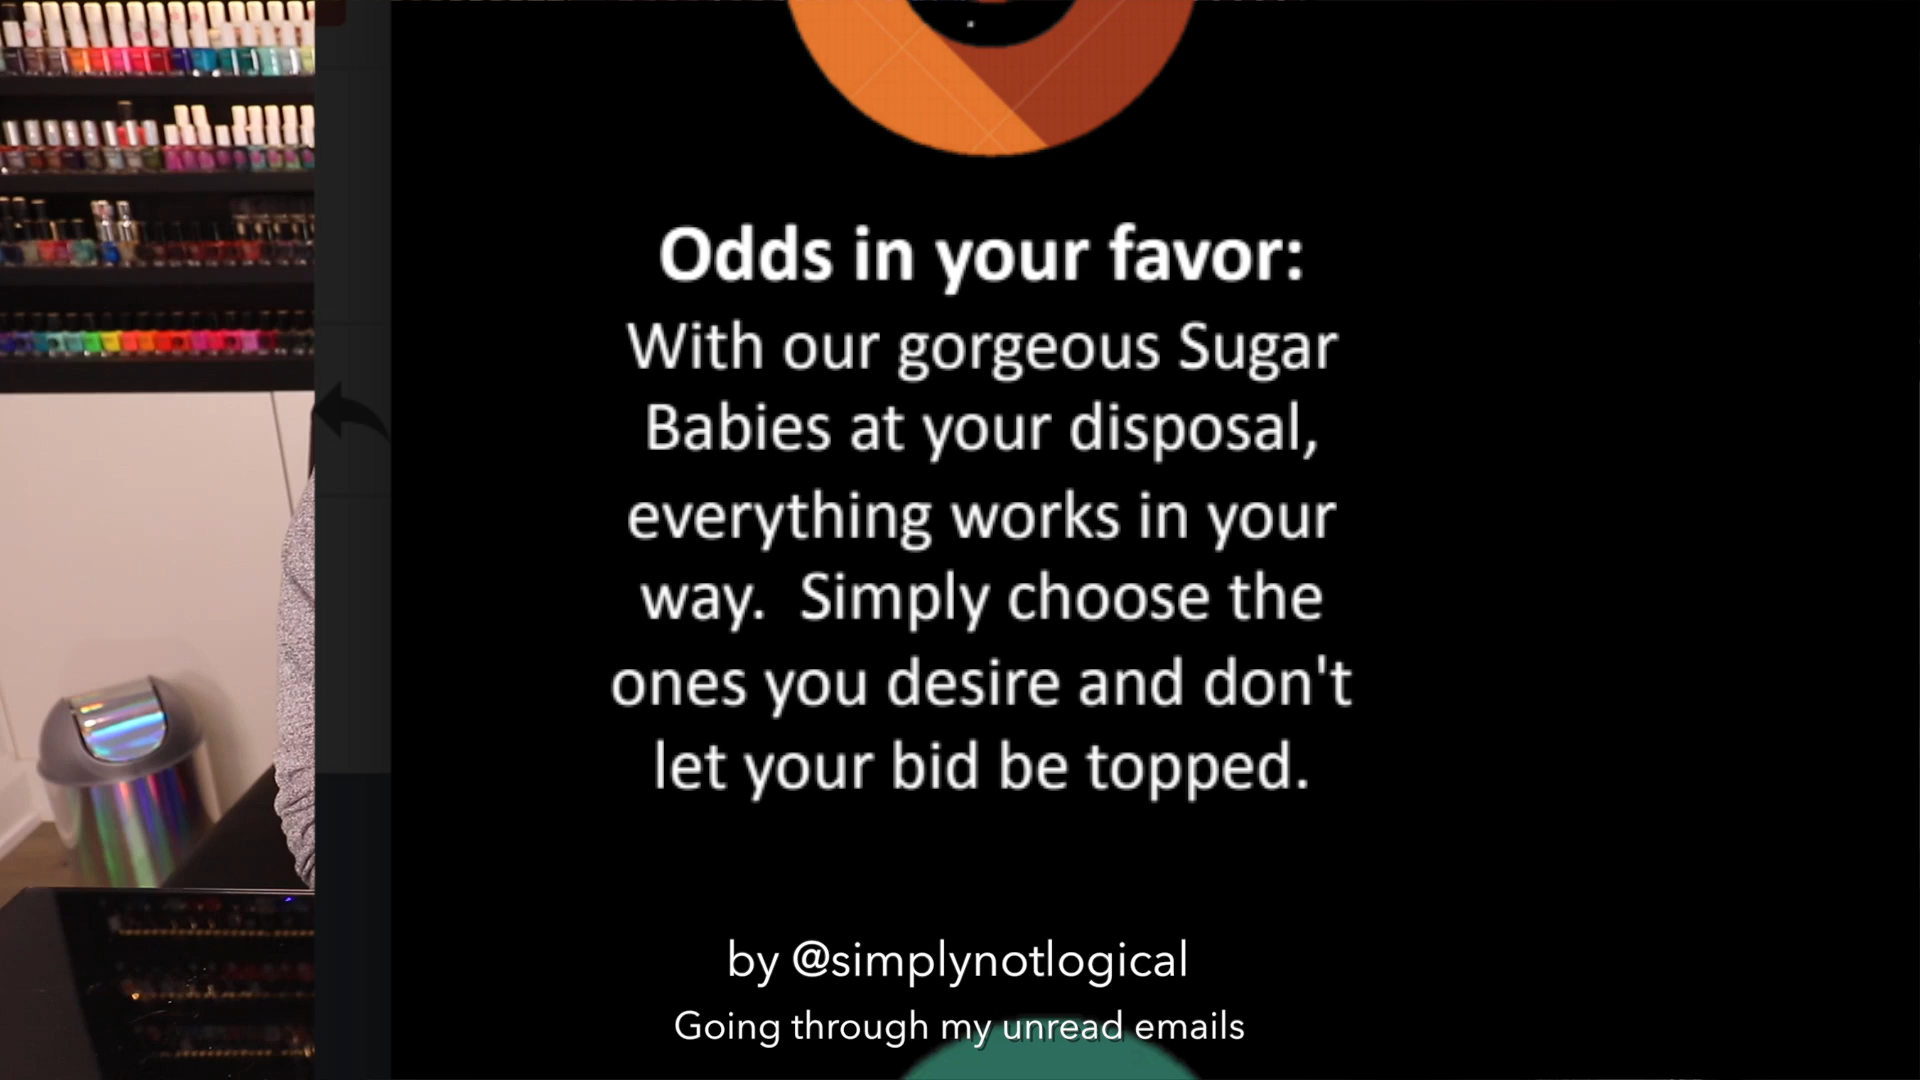 Odds in your favor:
With our gorgeous Sugar
Babies at your disposal,
everything works in your
way.  Simply choose the
ones you desire and don't
let your bid be topped.
by @simplynotlogical
Going through my unread emails